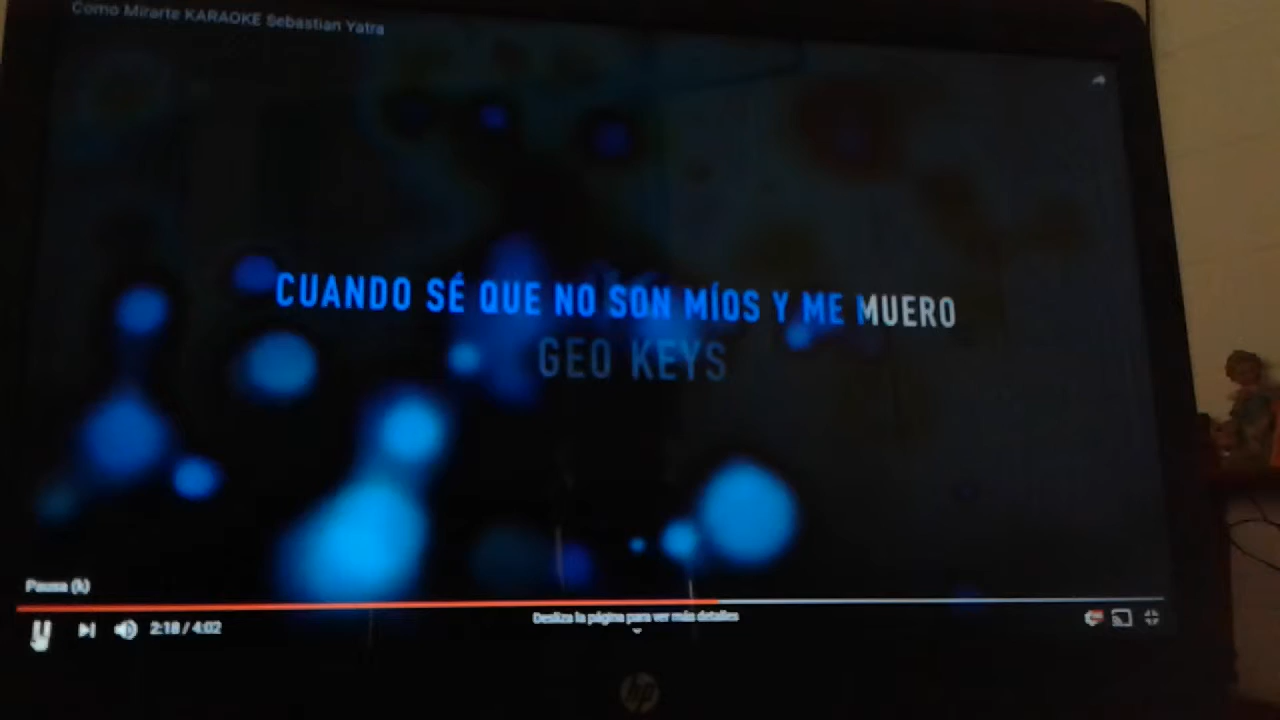 Como Mirarte KARAOKE Sebastian Yatra
CUANDO SÉ QUE NO SON MÍOS Y ME MUERO
GEO KEYS
Pausa (k)
Desliza la página para ver más detalles
2:18 / 4:02
hp